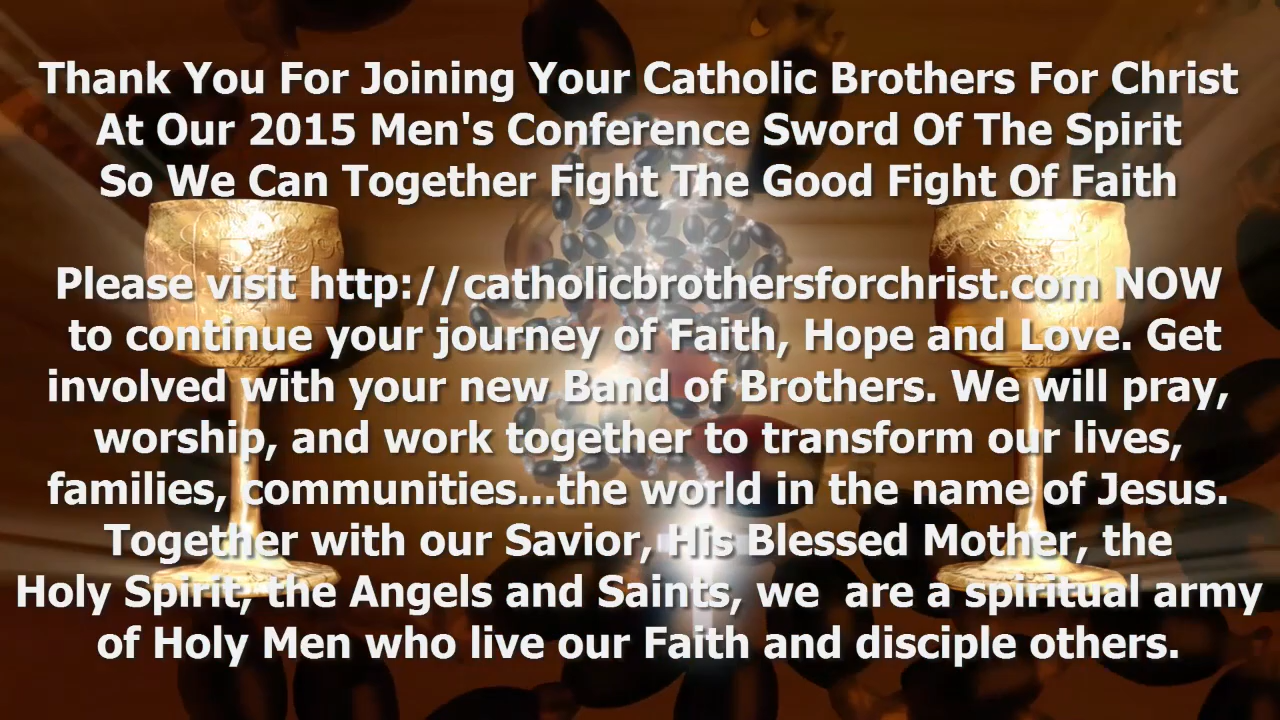 Thank You For Joining Your Catholic Brothers For Christ
At Our 2015 Men's Conference Sword Of The Spirit
So We Can Together Fight The Good Fight Of Faith
Please visit http://catholicbrothersforchrist.com NOW
to continue your journey of Faith, Hope and Love. Get
involved with your new Band of Brothers. We will pray,
worship, and work together to transform our lives,
families, communities...the world in the name of Jesus.
Together with our Savior, His Blessed Mother, the
Holy Spirit, the Angels and Saints, we  are a spiritual army
of Holy Men who live our Faith and disciple others.